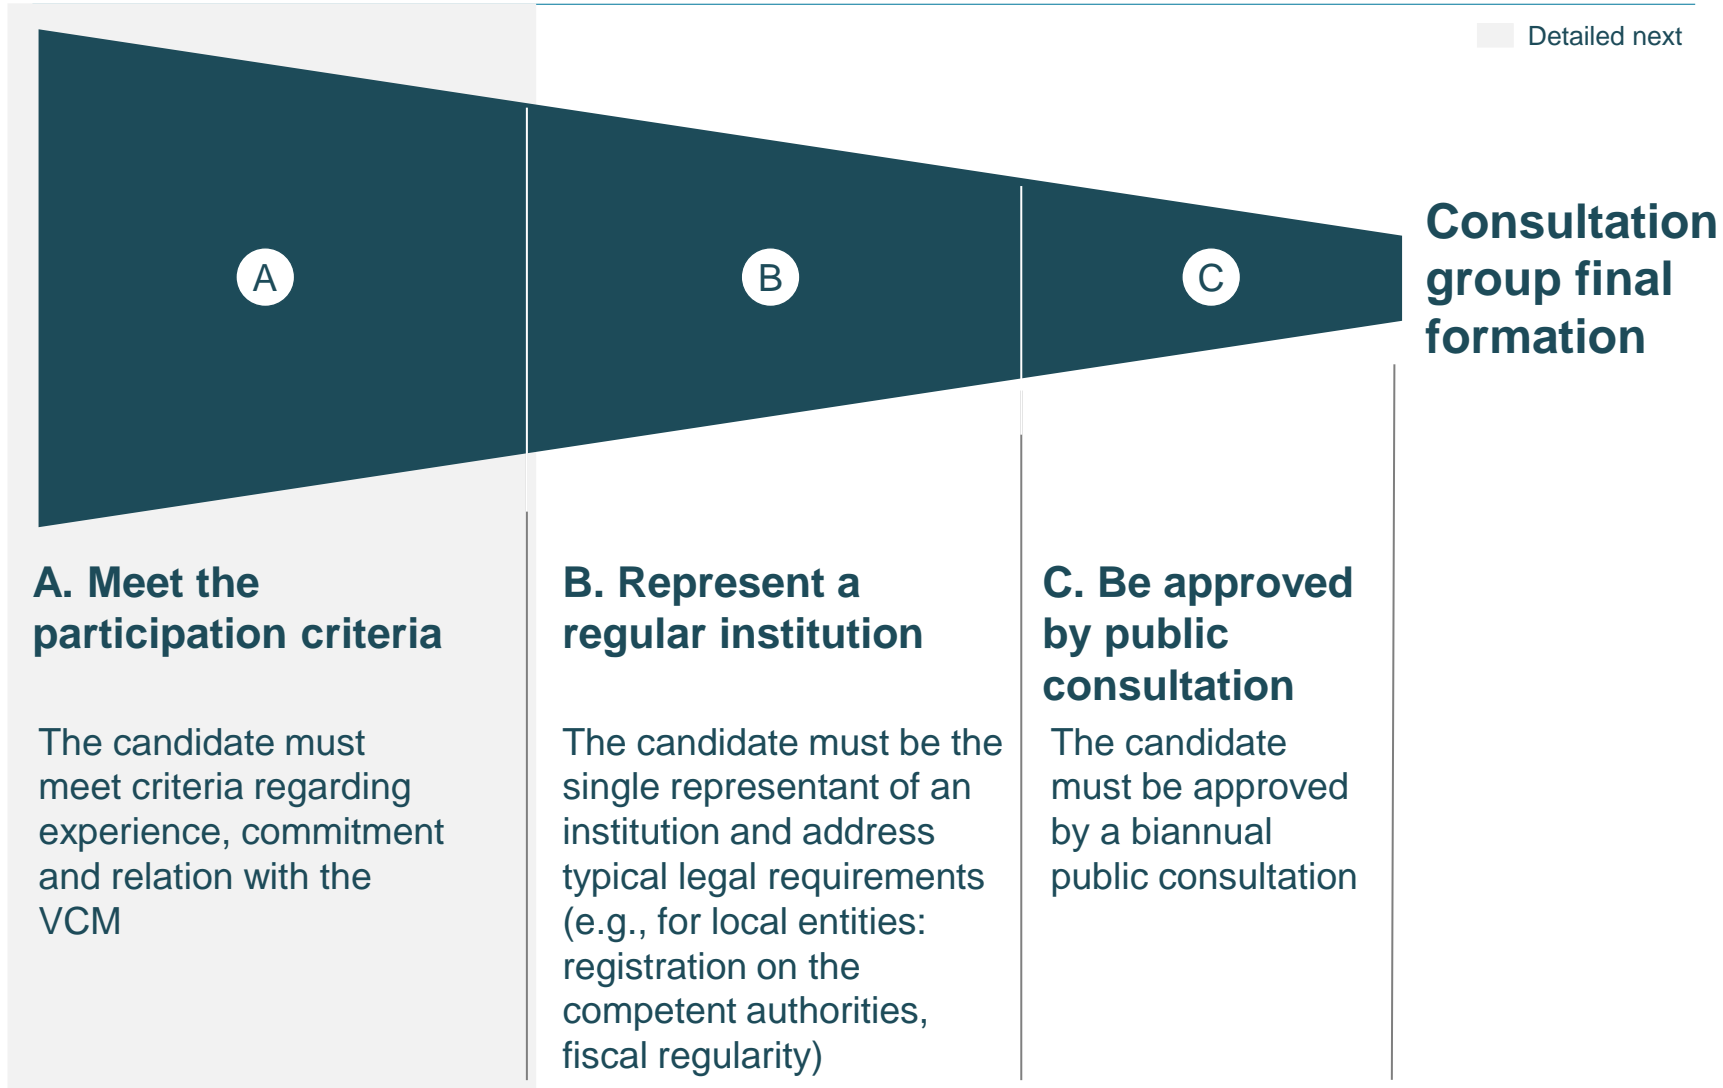 Detailed next
A
B
C
Consultation
group final
formation
A. Meet the
participation criteria
The candidate must
meet criteria regarding
experience, commitment
and relation with the
VCM
B. Represent a
regular institution
The candidate must be the
single representant of an
institution and address
typical legal requirements
(e.g., for local entities:
registration on the
competent authorities,
fiscal regularity)
C. Be approved
by public
consultation
The candidate
must be approved
by a biannual
public consultation